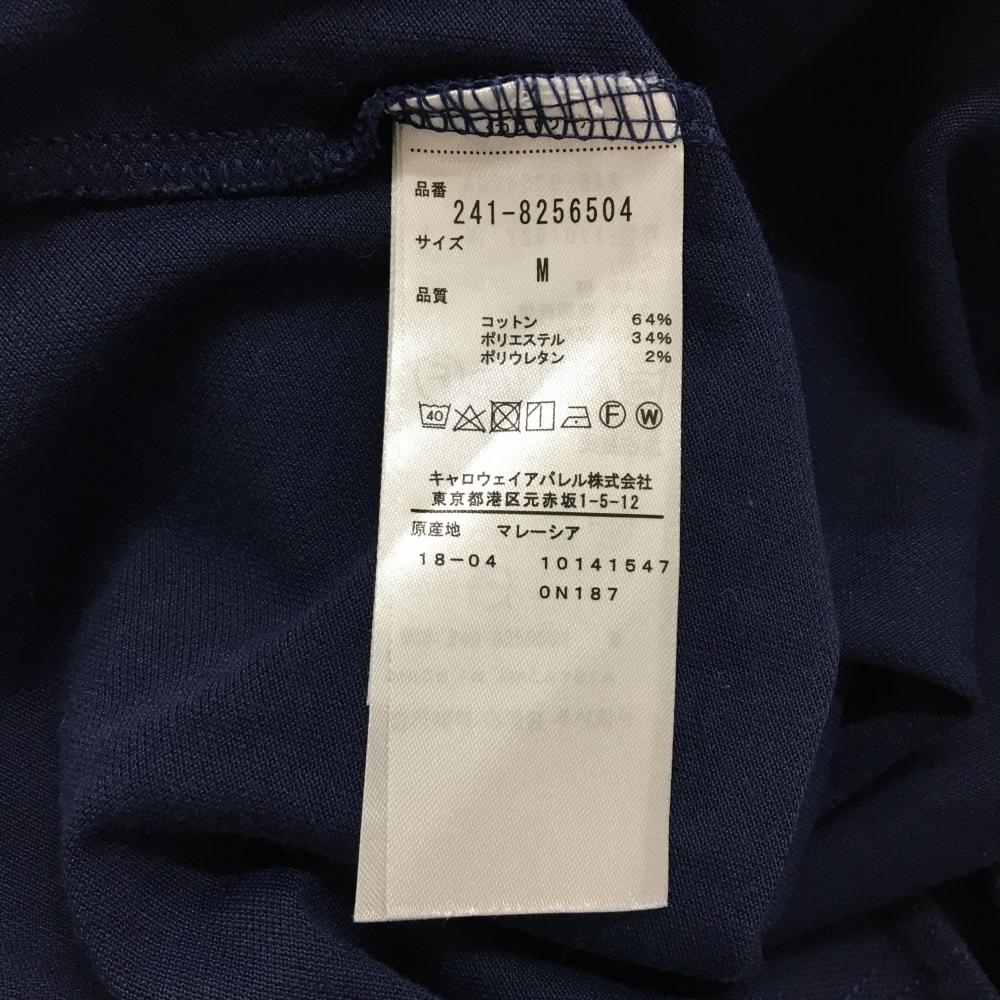 品番
241-8256504
サイズ
M
品質
コットン 64%
ポリエステル 34%
ポリウレタン 2%
40 F W
キャロウェイアパレル株式会社
東京都港区元赤坂1-5-12
原産地 マレーシア
18-04 10141547
0N187